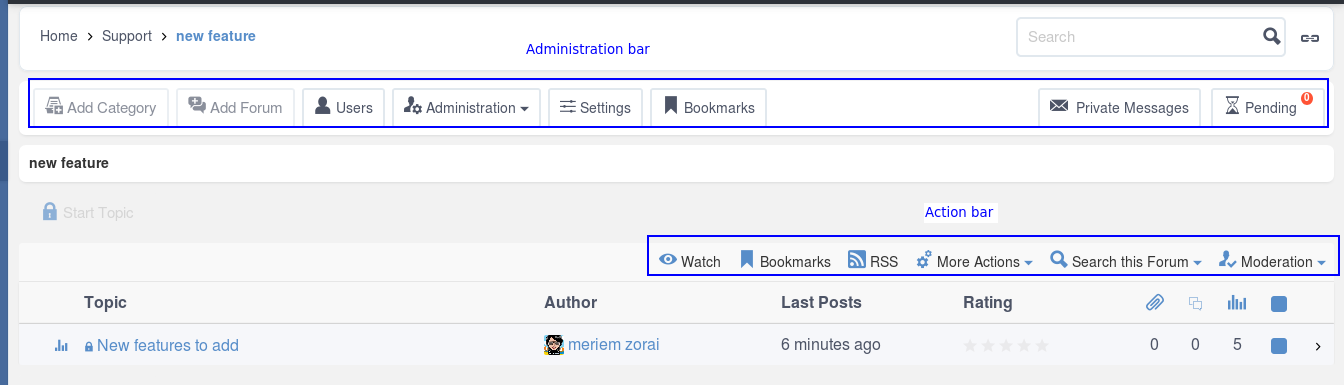 Home > Support > new feature
Administration bar
Search
Add Category Add Forum Users Administration Settings Bookmarks Private Messages Pending 0
new feature
Start Topic
Action bar
Watch Bookmarks RSS More Actions Search this Forum Moderation
Topic Author Last Posts Rating
New features to add meriem zorai 6 minutes ago 0 0 5